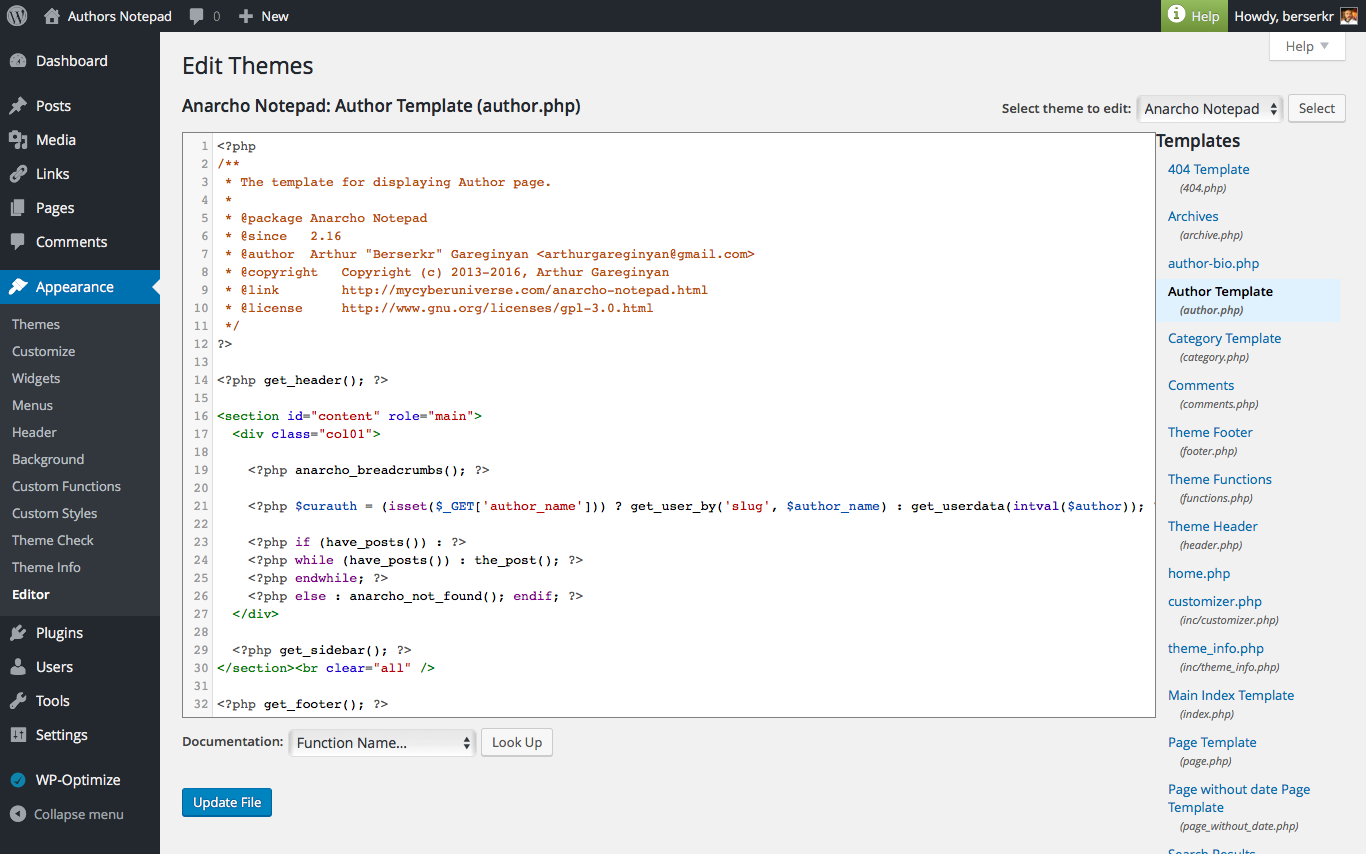 Authors Notepad 0 New Help Howdy, berserkr
Help
Dashboard
Posts
Media
Links
Pages
Comments
Appearance
Themes
Customize
Widgets
Menus
Header
Background
Custom Functions
Custom Styles
Theme Check
Theme Info
Editor
Plugins
Users
Tools
Settings
WP-Optimize
Collapse menu
Edit Themes
Anarcho Notepad: Author Template (author.php)
Select theme to edit: Anarcho Notepad Select
1 <?php
2 /**
3  * The template for displaying Author page.
4  *
5  * @package Anarcho Notepad
6  * @since   2.16
7  * @author  Arthur "Berserkr" Gareginyan <arthurgareginyan@gmail.com>
8  * @copyright   Copyright (c) 2013-2016, Arthur Gareginyan
9  * @link        http://mycyberuniverse.com/anarcho-notepad.html
10  * @license     http://www.gnu.org/licenses/gpl-3.0.html
11  */
12 ?>
13
14 <?php get_header(); ?>
15
16 <section id="content" role="main">
17   <div class="col01">
18
19     <?php anarcho_breadcrumbs(); ?>
20
21     <?php $curauth = (isset($_GET['author_name'])) ? get_user_by('slug', $author_name) : get_userdata(intval($author));
22
23     <?php if (have_posts()) : ?>
24     <?php while (have_posts()) : the_post(); ?>
25     <?php endwhile; ?>
26     <?php else : anarcho_not_found(); endif; ?>
27   </div>
28
29   <?php get_sidebar(); ?>
30 </section><br clear="all" />
31
32 <?php get_footer(); ?>
Documentation: Function Name... Look Up
Update File
Templates
404 Template
(404.php)
Archives
(archive.php)
author-bio.php
Author Template
(author.php)
Category Template
(category.php)
Comments
(comments.php)
Theme Footer
(footer.php)
Theme Functions
(functions.php)
Theme Header
(header.php)
home.php
customizer.php
(inc/customizer.php)
theme_info.php
(inc/theme_info.php)
Main Index Template
(index.php)
Page Template
(page.php)
Page without date Page
Template
(page_without_date.php)
Search Results